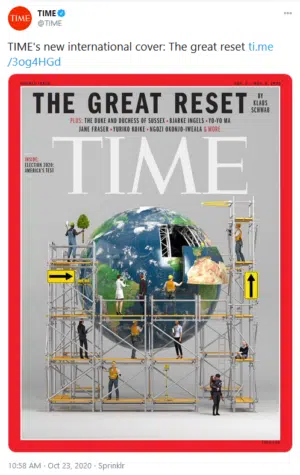 TIME
TIME
@TIME
TIME's new international cover: The great reset ti.me
/3og4HGd
THE GREAT RESET
BY
KLAUS
SCHWAB
PLUS: THE DUKE AND DUCHESS OF SUSSEX • BJARKE INGELS • YO-YO MA
JANE FRASER • YURIKO KOIKE • NGOZI OKONJO-IWEALA & MORE
TIME
INSIDE:
ELECTION 2020:
AMERICA'S TEST
10:58 AM · Oct 23, 2020 · Sprinklr